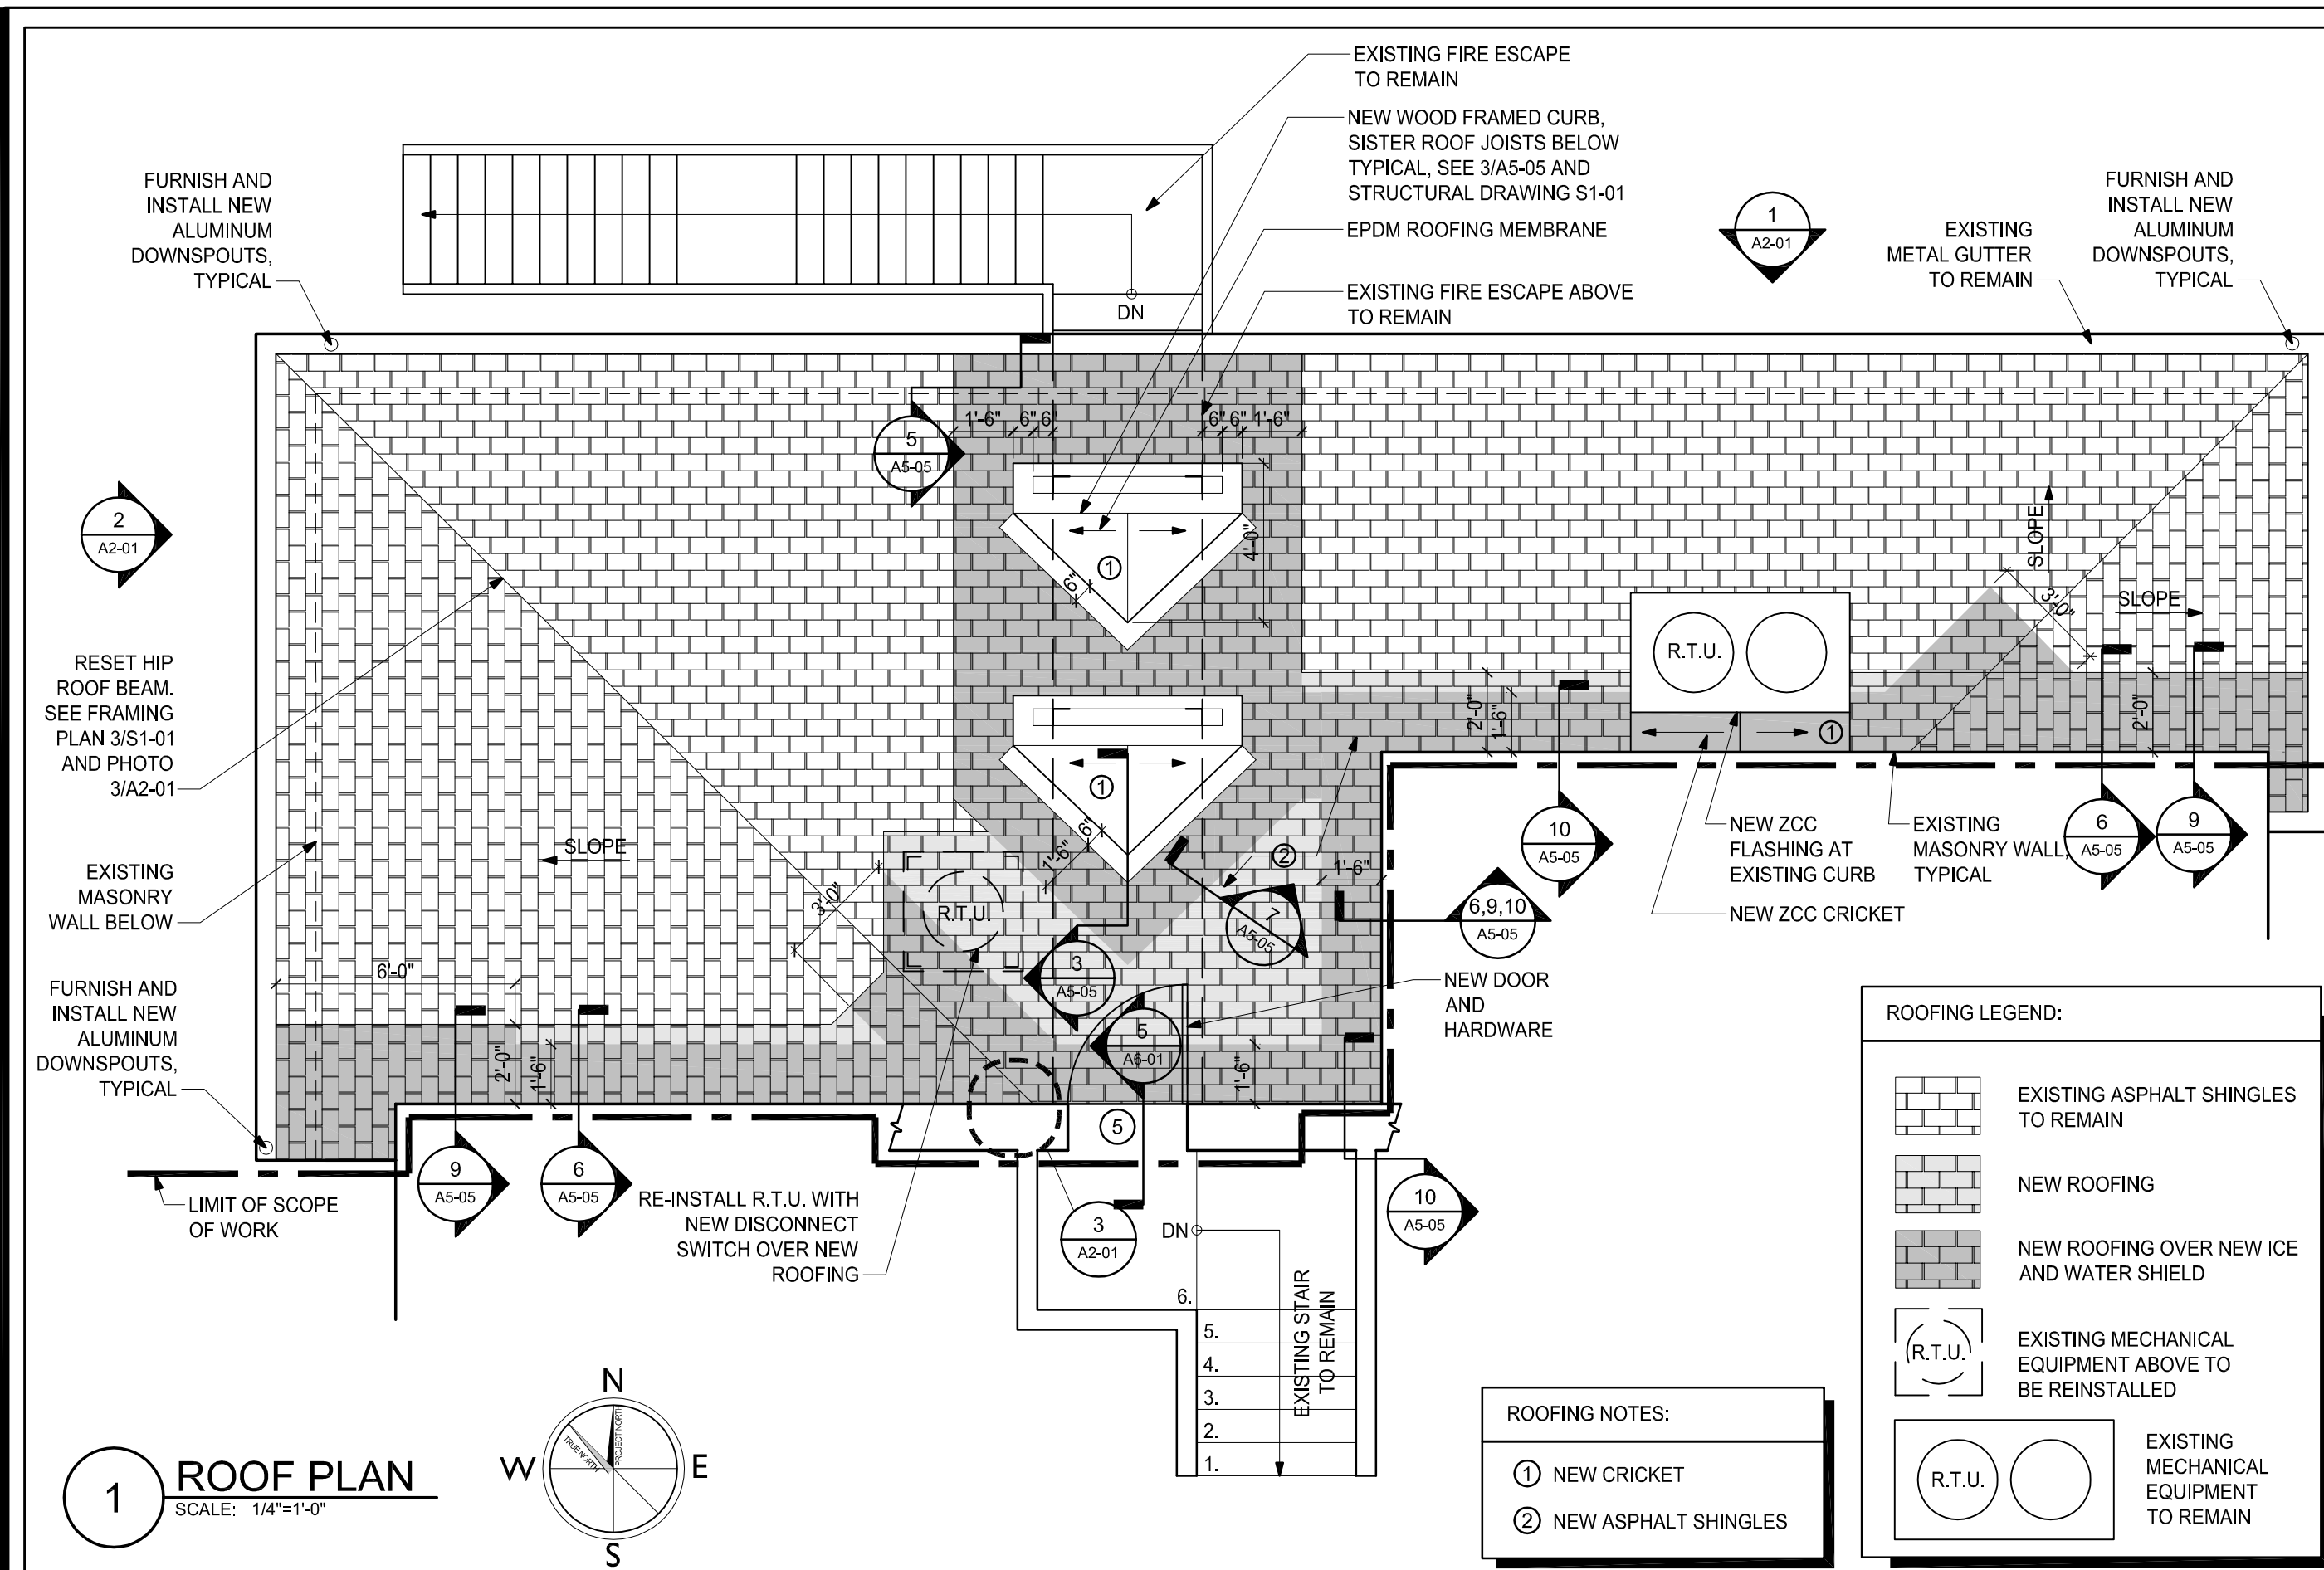 EXISTING FIRE ESCAPE
TO REMAIN
NEW WOOD FRAMED CURB,
SISTER ROOF JOISTS BELOW
TYPICAL, SEE 3/A5-05 AND
STRUCTURAL DRAWING S1-01
EPDM ROOFING MEMBRANE
EXISTING FIRE ESCAPE ABOVE
TO REMAIN
FURNISH AND
INSTALL NEW
ALUMINUM
DOWNSPOUTS,
TYPICAL
1
A2-01
EXISTING
METAL GUTTER
TO REMAIN
FURNISH AND
INSTALL NEW
ALUMINUM
DOWNSPOUTS,
TYPICAL
DN
1'-6"
6"
6"
6"
6"
1'-6"
5
A5-05
2
A2-01
4'-0"
6"
1
SLOPE
3'-0"
SLOPE
R.T.U.
RESET HIP
ROOF BEAM.
SEE FRAMING
PLAN 3/S1-01
AND PHOTO
3/A2-01
2'-0"
1'-6"
1
2'-0"
1
6"
1'-6"
SLOPE
2
1'-6"
10
A5-05
NEW ZCC
FLASHING AT
EXISTING CURB
NEW ZCC CRICKET
EXISTING
MASONRY WALL,
TYPICAL
6
A5-05
9
A5-05
EXISTING
MASONRY
WALL BELOW
3'-0"
R.T.U.
7
A5-05
6,9,10
A5-05
6'-0"
3
A5-05
NEW DOOR
AND
HARDWARE
FURNISH AND
INSTALL NEW
ALUMINUM
DOWNSPOUTS,
TYPICAL
2'-0"
1'-6"
5
A6-01
1'-6"
5
9
A5-05
6
A5-05
LIMIT OF SCOPE
OF WORK
RE-INSTALL R.T.U. WITH
NEW DISCONNECT
SWITCH OVER NEW
ROOFING
3
A2-01
DN
10
A5-05
6.
5.
4.
3.
2.
1.
EXISTING STAIR
TO REMAIN
ROOFING LEGEND:
EXISTING ASPHALT SHINGLES
TO REMAIN
NEW ROOFING
NEW ROOFING OVER NEW ICE
AND WATER SHIELD
R.T.U.
EXISTING MECHANICAL
EQUIPMENT ABOVE TO
BE REINSTALLED
R.T.U.
EXISTING
MECHANICAL
EQUIPMENT
TO REMAIN
ROOFING NOTES:
1 NEW CRICKET
2 NEW ASPHALT SHINGLES
1
ROOF PLAN
SCALE: 1/4"=1'-0"
N
W
E
S
TRUE NORTH
PROJECT NORTH